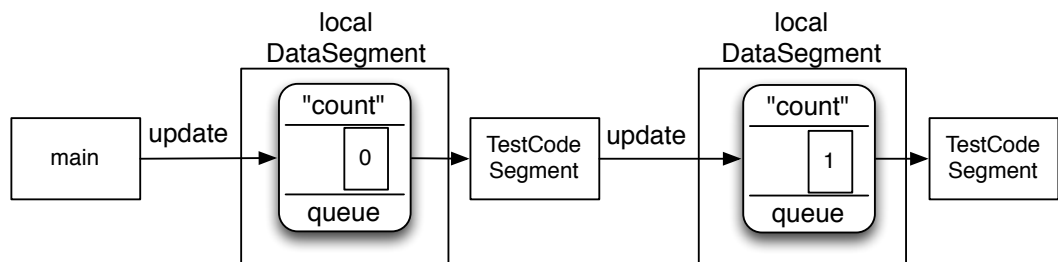 local
DataSegment
local
DataSegment
main
update
"count"
0
queue
TestCode
Segment
update
"count"
1
queue
TestCode
Segment